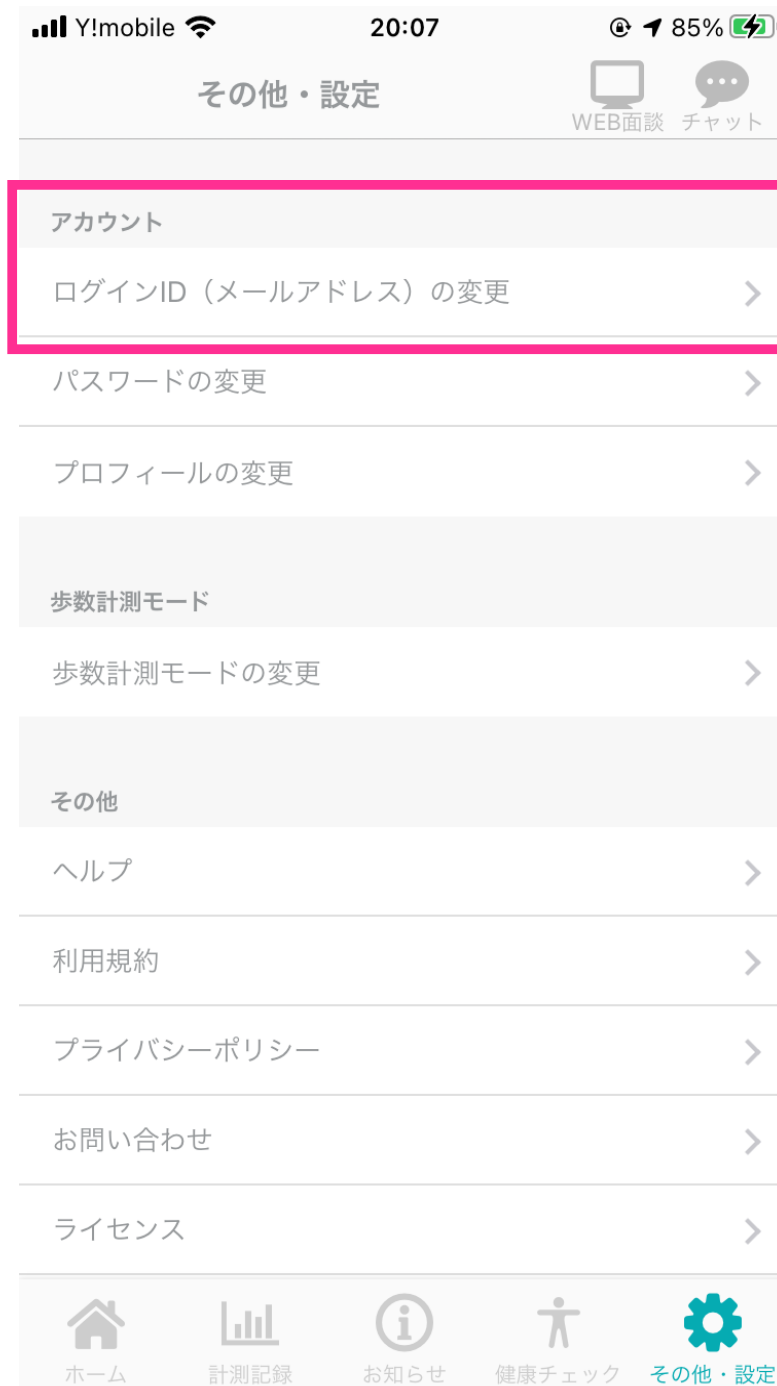 Y!mobile 20:07 85%
その他・設定
WEB面談 チャット
アカウント
ログインID（メールアドレス）の変更
パスワードの変更
プロフィールの変更
歩数計測モード
歩数計測モードの変更
その他
ヘルプ
利用規約
プライバシーポリシー
お問い合わせ
ライセンス
ホーム 計測記録 お知らせ 健康チェック その他・設定